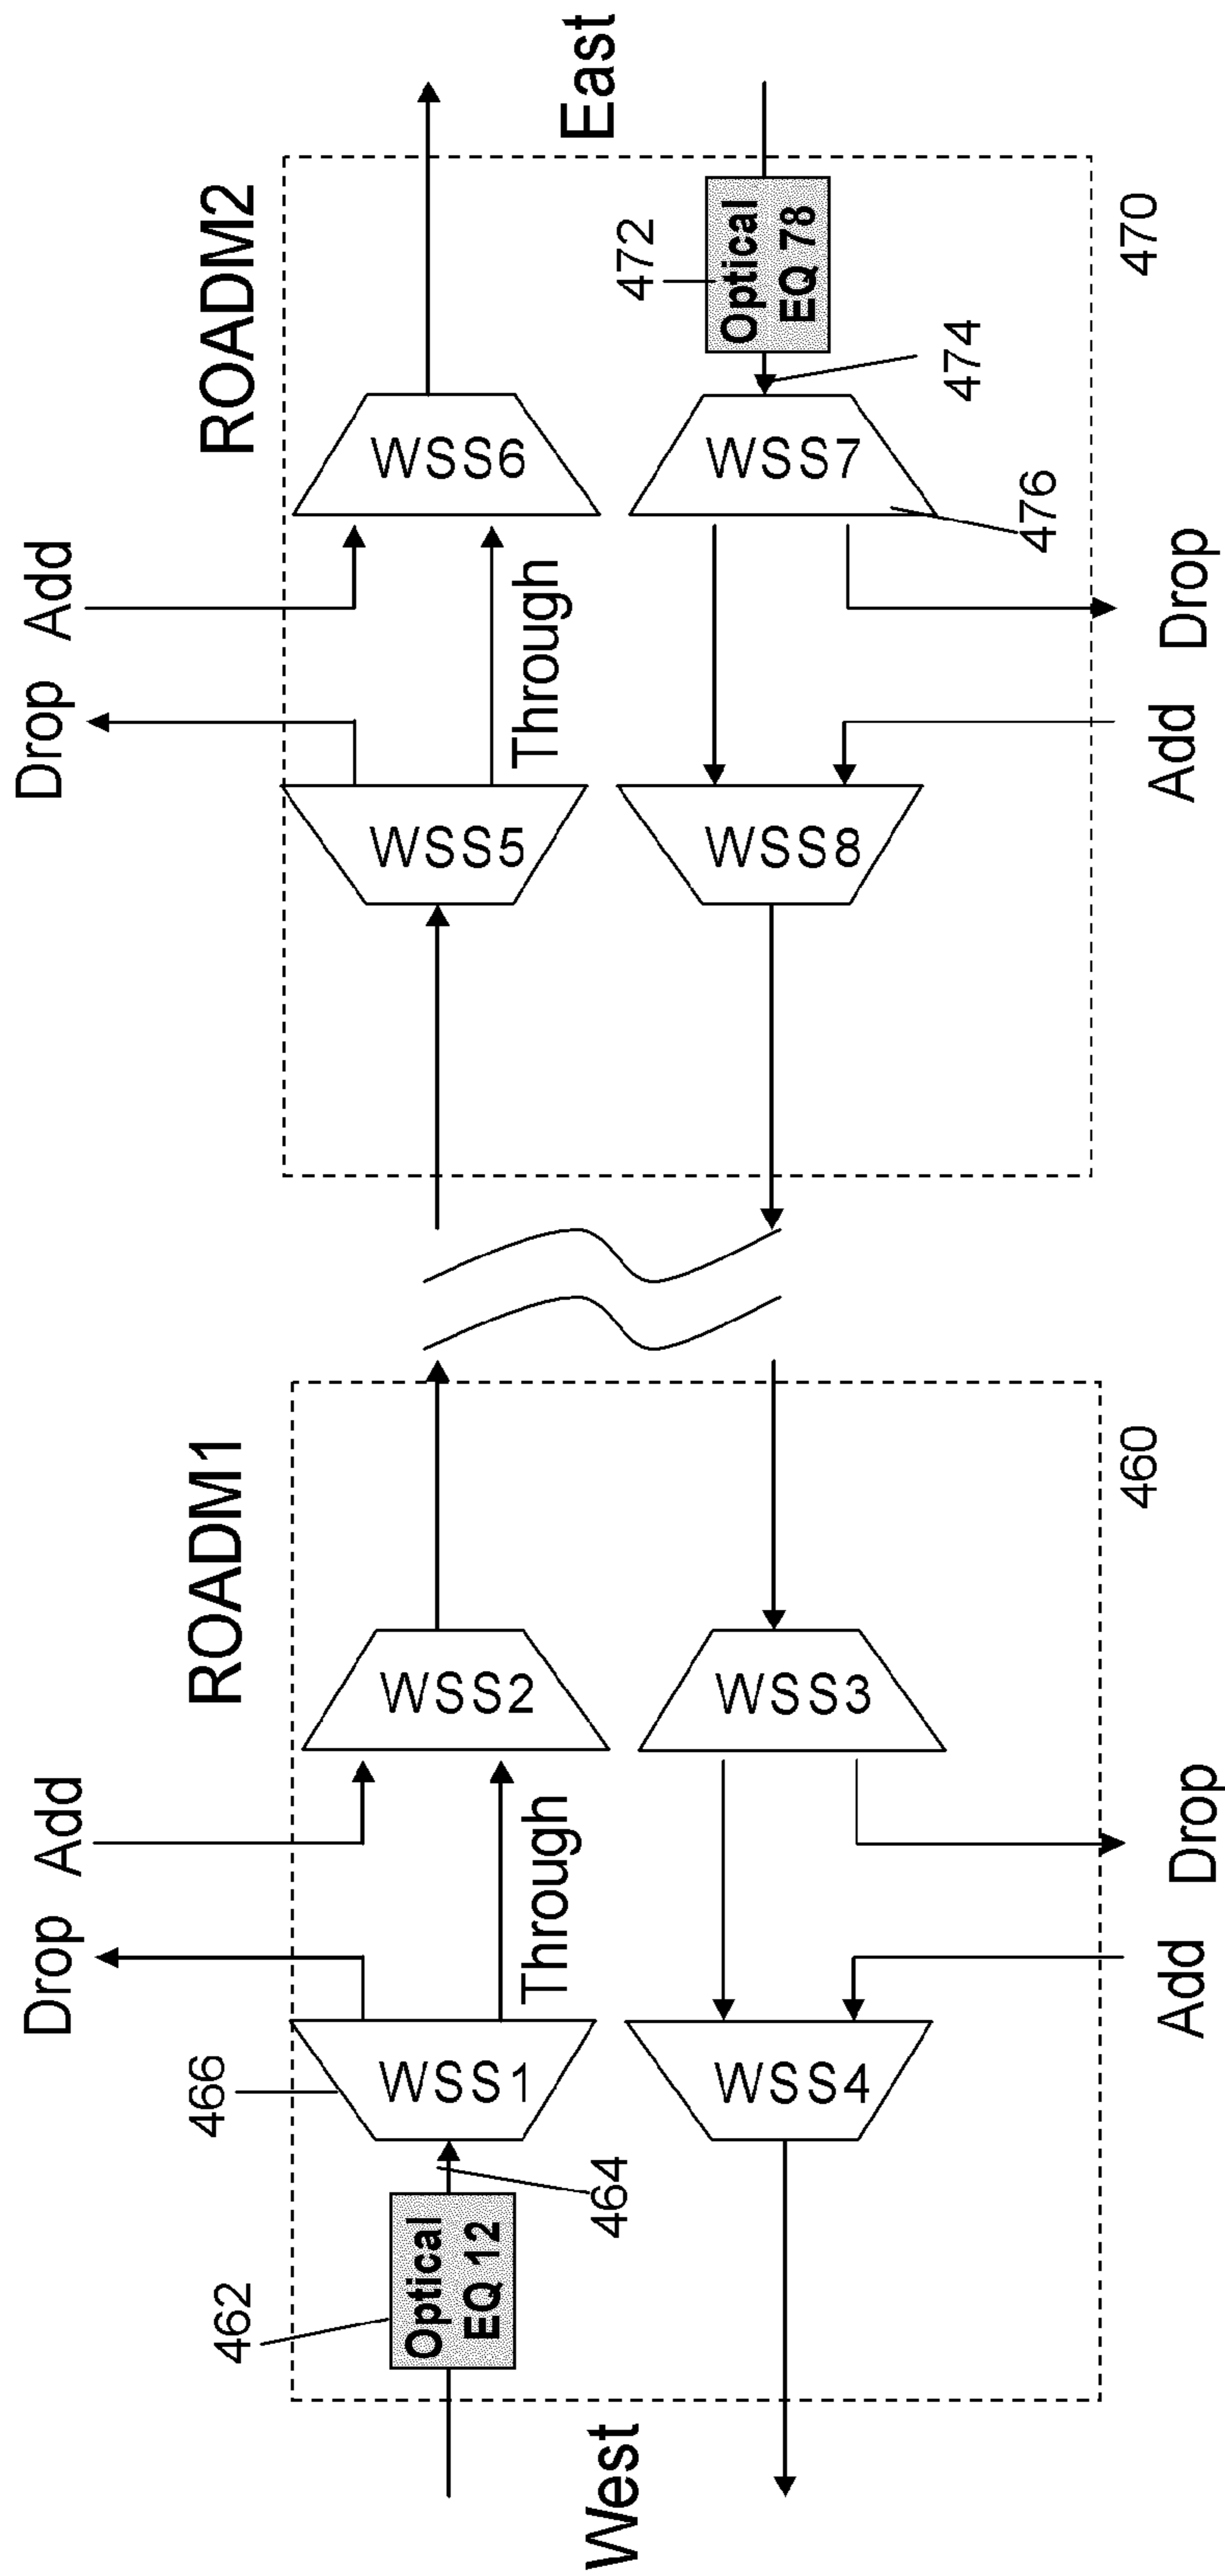 ROADM1
ROADM2
Drop
Add
Drop
Add
466
WSS1
WSS2
WSS5
WSS6
462
Optical
EQ 12
464
Through
Through
West
East
WSS4
WSS3
WSS8
WSS7
472
Optical
EQ 78
474
476
Add
Drop
460
Add
Drop
470